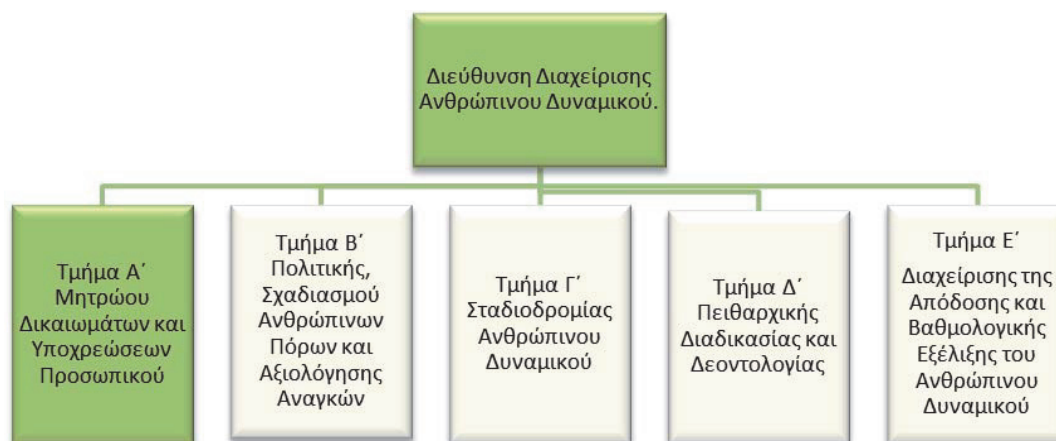 Διεύθυνση Διαχείρισης
Ανθρώπινου Δυναμικού.
Τμήμα Α΄
Μητρώου
Δικαιωμάτων και
Υποχρεώσεων
Προσωπικού
Τμήμα Β΄
Πολιτικής,
Σχαδιασμού
Ανθρώπινων
Πόρων και
Αξιολόγησης
Αναγκών
Τμήμα Γ΄
Σταδιοδρομίας
Ανθρώπινου
Δυναμικού
Τμήμα Δ΄
Πειθαρχικής
Διαδικασίας και
Δεοντολογίας
Τμήμα Ε΄
Διαχείρισης της
Απόδοσης και
Βαθμολογικής
Εξέλιξης του
Ανθρώπινου
Δυναμικού